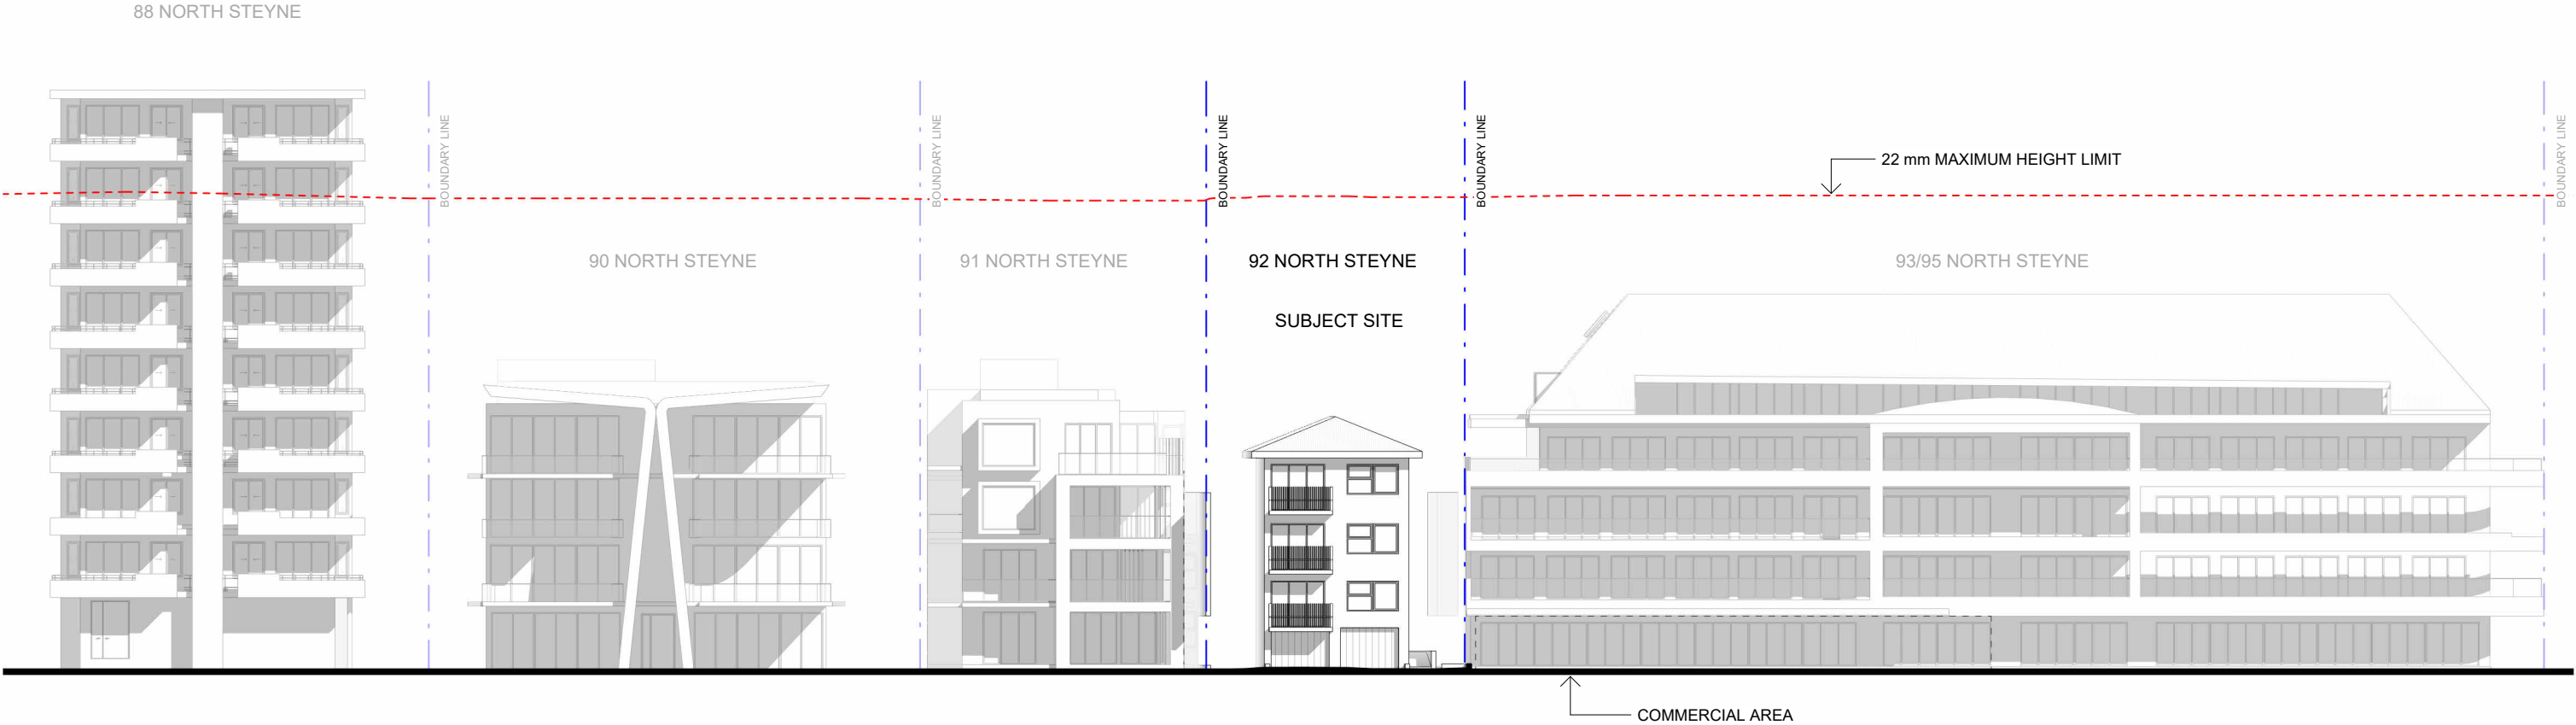 88 NORTH STEYNE
BOUNDARY LINE
BOUNDARY LINE
BOUNDARY LINE
BOUNDARY LINE
BOUNDARY LINE
22 mm MAXIMUM HEIGHT LIMIT
90 NORTH STEYNE
91 NORTH STEYNE
92 NORTH STEYNE
93/95 NORTH STEYNE
SUBJECT SITE
COMMERCIAL AREA